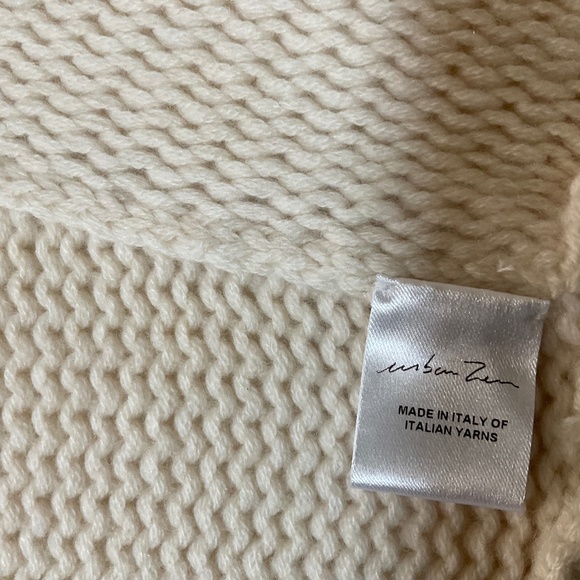 urban Zen
MADE IN ITALY OF
ITALIAN YARNS